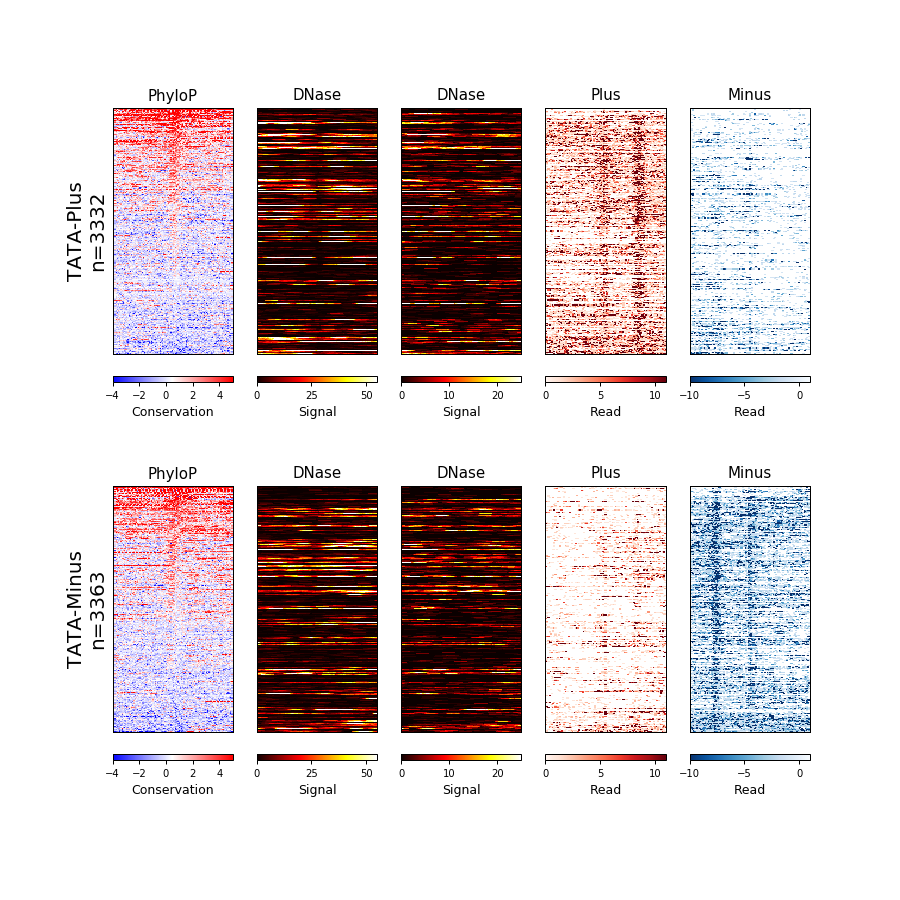 PhyloP DNase DNase Plus Minus
TATA-Plus
n=3332
−4 −2 0 2 4 0 25 50 0 10 20 0 5 10 −10 −5 0
Conservation Signal Signal Read Read
PhyloP DNase DNase Plus Minus
TATA-Minus
n=3363
−4 −2 0 2 4 0 25 50 0 10 20 0 5 10 −10 −5 0
Conservation Signal Signal Read Read